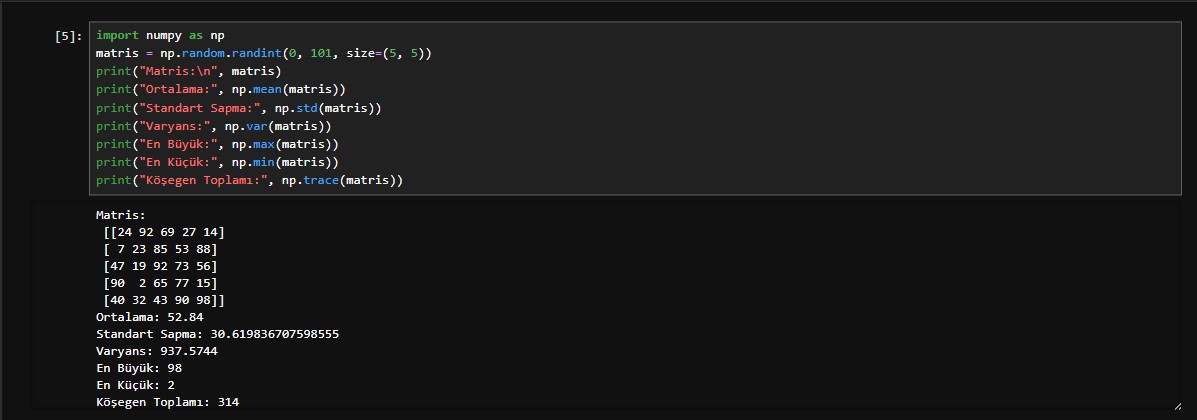 [5]: import numpy as np
matris = np.random.randint(0, 101, size=(5, 5))
print("Matris:\n", matris)
print("Ortalama:", np.mean(matris))
print("Standart Sapma:", np.std(matris))
print("Varyans:", np.var(matris))
print("En Büyük:", np.max(matris))
print("En Küçük:", np.min(matris))
print("Köşegen Toplamı:", np.trace(matris))
Matris:
[[24 92 69 27 14]
[ 7 23 85 53 88]
[47 19 92 73 56]
[90  2 65 77 15]
[40 32 43 90 98]]
Ortalama: 52.84
Standart Sapma: 30.619836707598555
Varyans: 937.5744
En Büyük: 98
En Küçük: 2
Köşegen Toplamı: 314